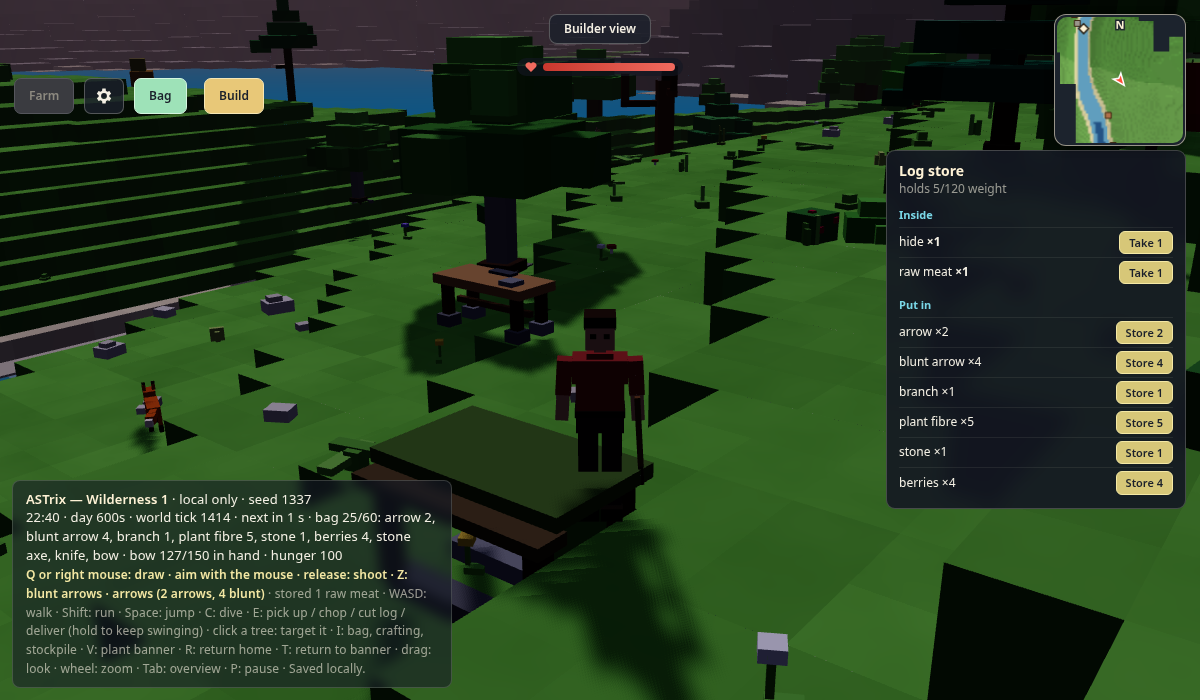 Builder view
N
Farm
Bag
Build
Log store
holds 5/120 weight
Inside
hide ×1
Take 1
raw meat ×1
Take 1
Put in
arrow ×2
Store 2
blunt arrow ×4
Store 4
branch ×1
Store 1
plant fibre ×5
Store 5
stone ×1
Store 1
berries ×4
Store 4
ASTrix — Wilderness 1 · local only · seed 1337
22:40 · day 600s · world tick 1414 · next in 1 s · bag 25/60: arrow 2,
blunt arrow 4, branch 1, plant fibre 5, stone 1, berries 4, stone
axe, knife, bow · bow 127/150 in hand · hunger 100
Q or right mouse: draw · aim with the mouse · release: shoot · Z:
blunt arrows · arrows (2 arrows, 4 blunt) · stored 1 raw meat · WASD:
walk · Shift: run · Space: jump · C: dive · E: pick up / chop / cut log /
deliver (hold to keep swinging) · click a tree: target it · I: bag, crafting,
stockpile · V: plant banner · R: return home · T: return to banner · drag:
look · wheel: zoom · Tab: overview · P: pause · Saved locally.